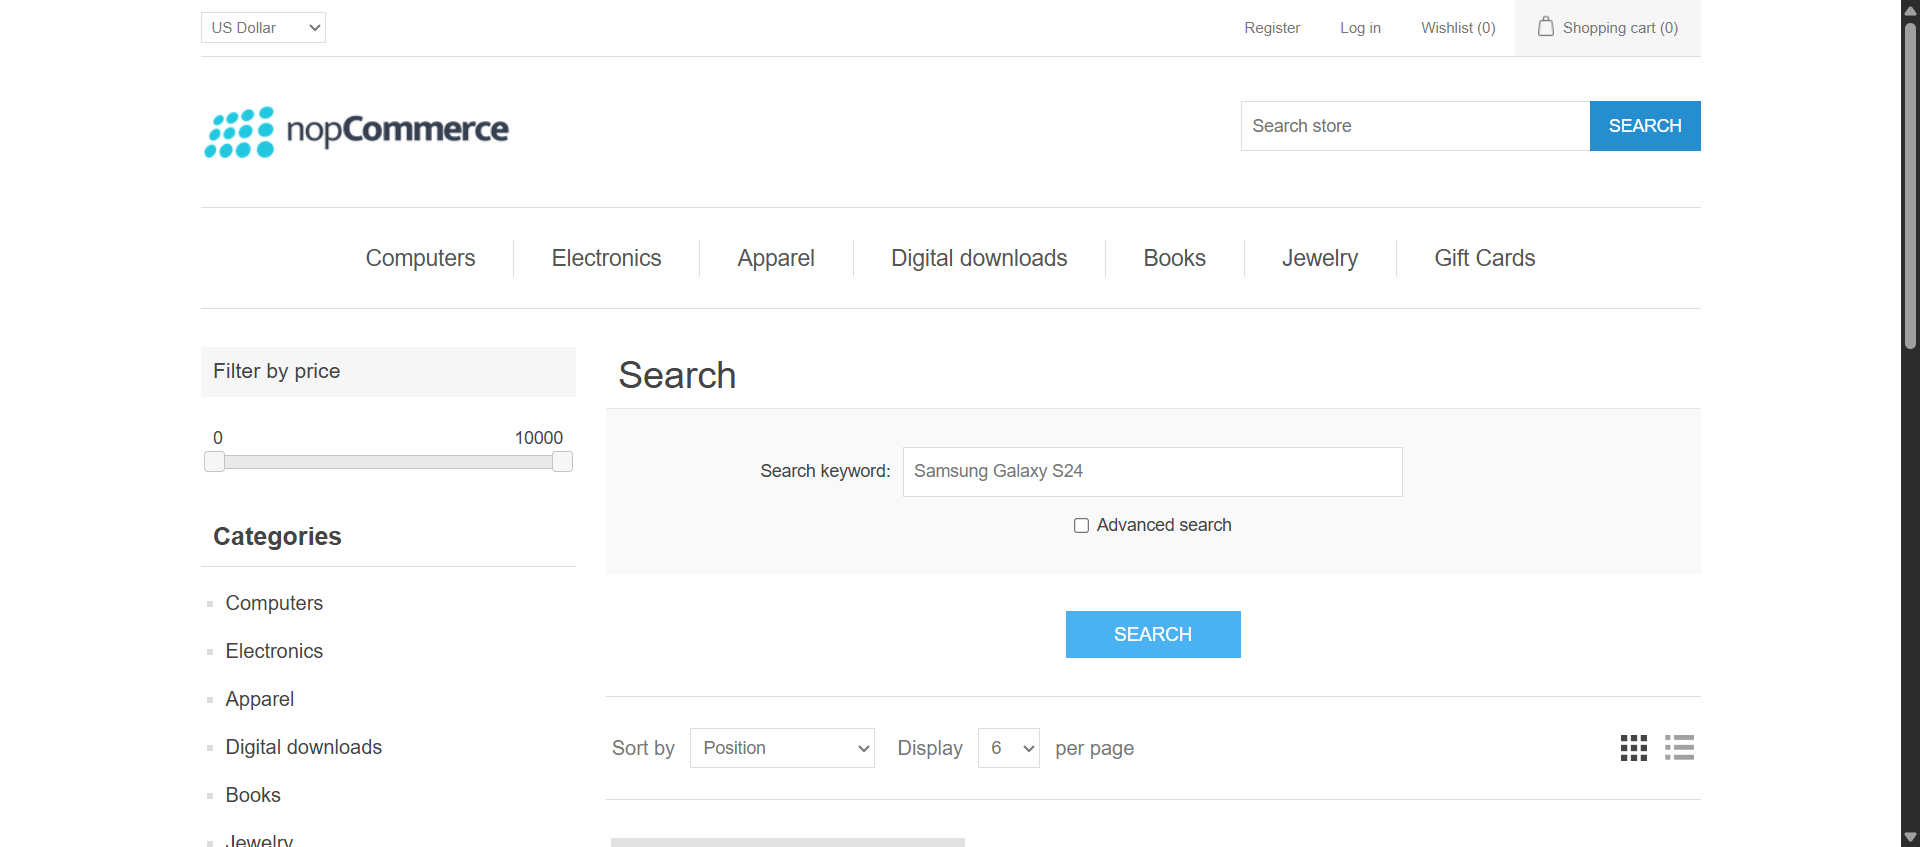 US Dollar
Register
Log in
Wishlist (0)
Shopping cart (0)
nopCommerce
Search store
SEARCH
Computers
Electronics
Apparel
Digital downloads
Books
Jewelry
Gift Cards
Filter by price
0
10000
Categories
Computers
Electronics
Apparel
Digital downloads
Books
Jewelry
Search
Search keyword:
Samsung Galaxy S24
Advanced search
SEARCH
Sort by
Position
Display
6
per page